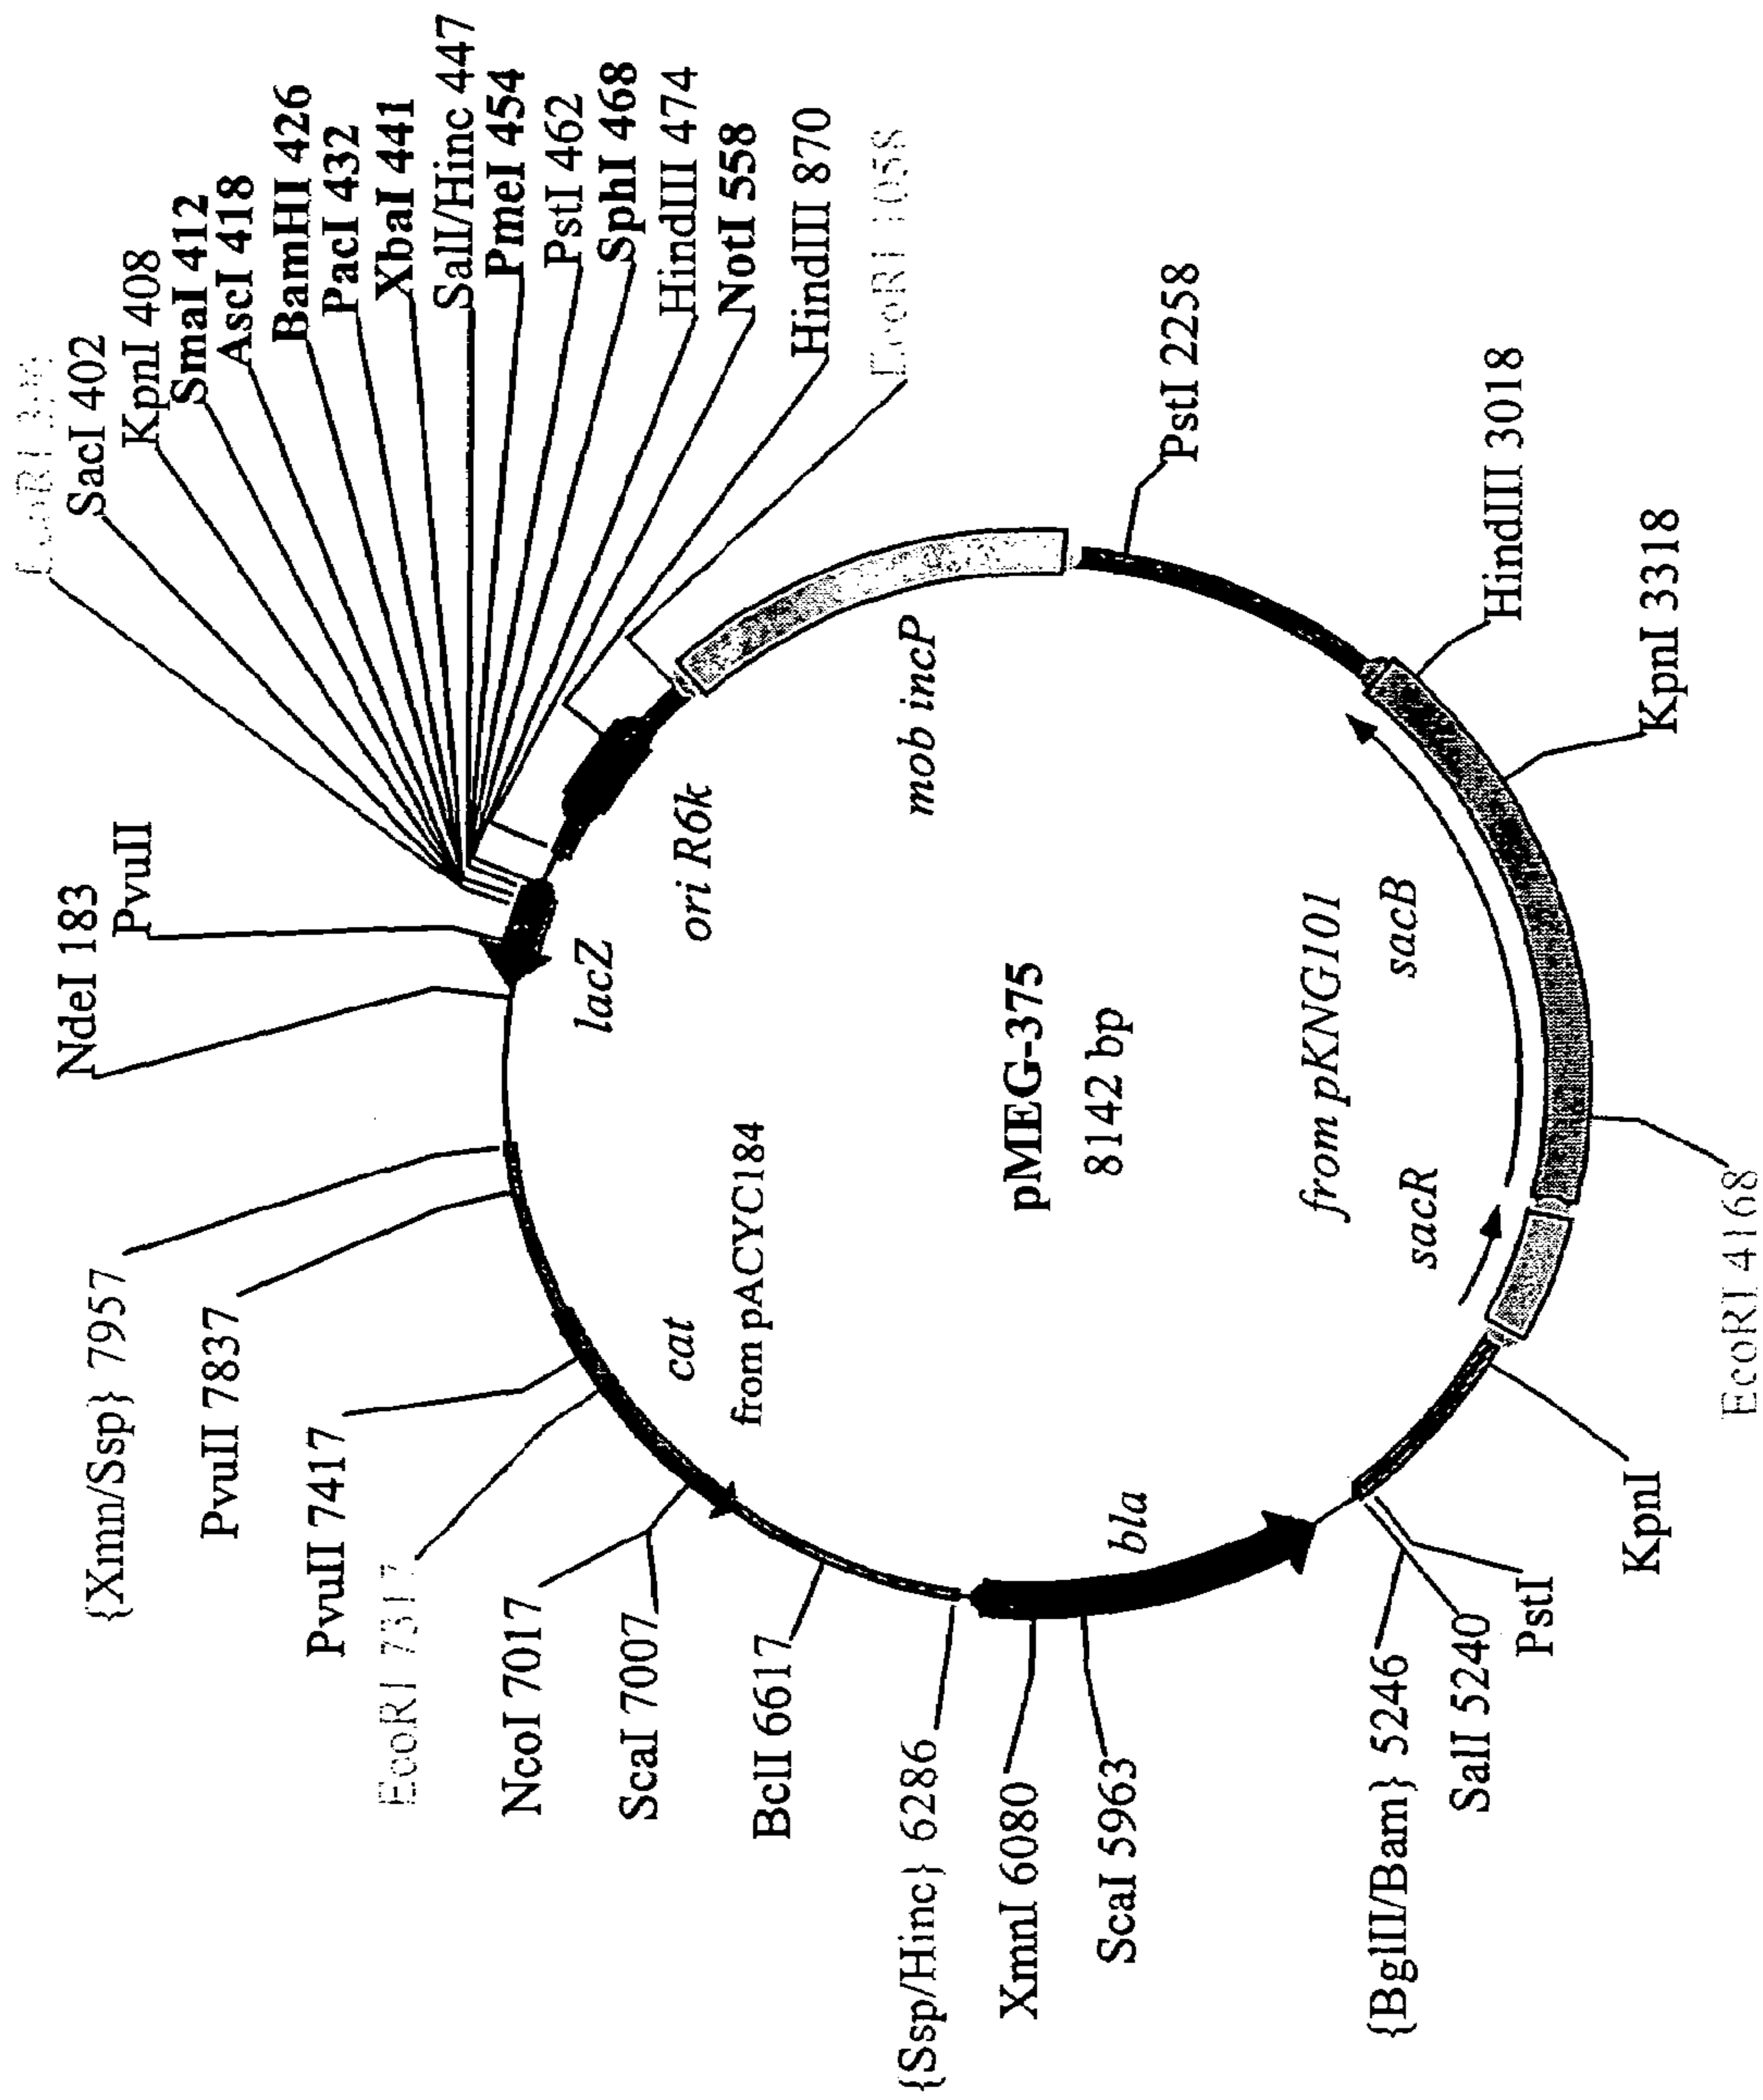 EcoRI
SacI 402
KpnI 408
SmaI 412
AscI 418
BamHI 426
PacI 432
XbaI 441
SalI/Hinc 447
PmeI 454
PstI 462
SphI 468
HindIII 474
NotI 558
HindIII 870
EcoRI 1058
PstI 2258
HindIII 3018
KpnI 3318
EcoRI 4168
KpnI
PstI
SalI 5240
{BglII/Bam} 5246
ScaI 5963
XmnI 6080
{Ssp/Hinc} 6286
BclI 6617
ScaI 7007
NcoI 7017
EcoRI 7317
PvuII 7417
PvuII 7837
{Xmn/Ssp} 7957
NdeI 183
PvuII
lacZ
ori R6k
mob incP
sacB
from pKNG101
sacR
bla
cat
from pACYC184
pMEG-375
8142 bp